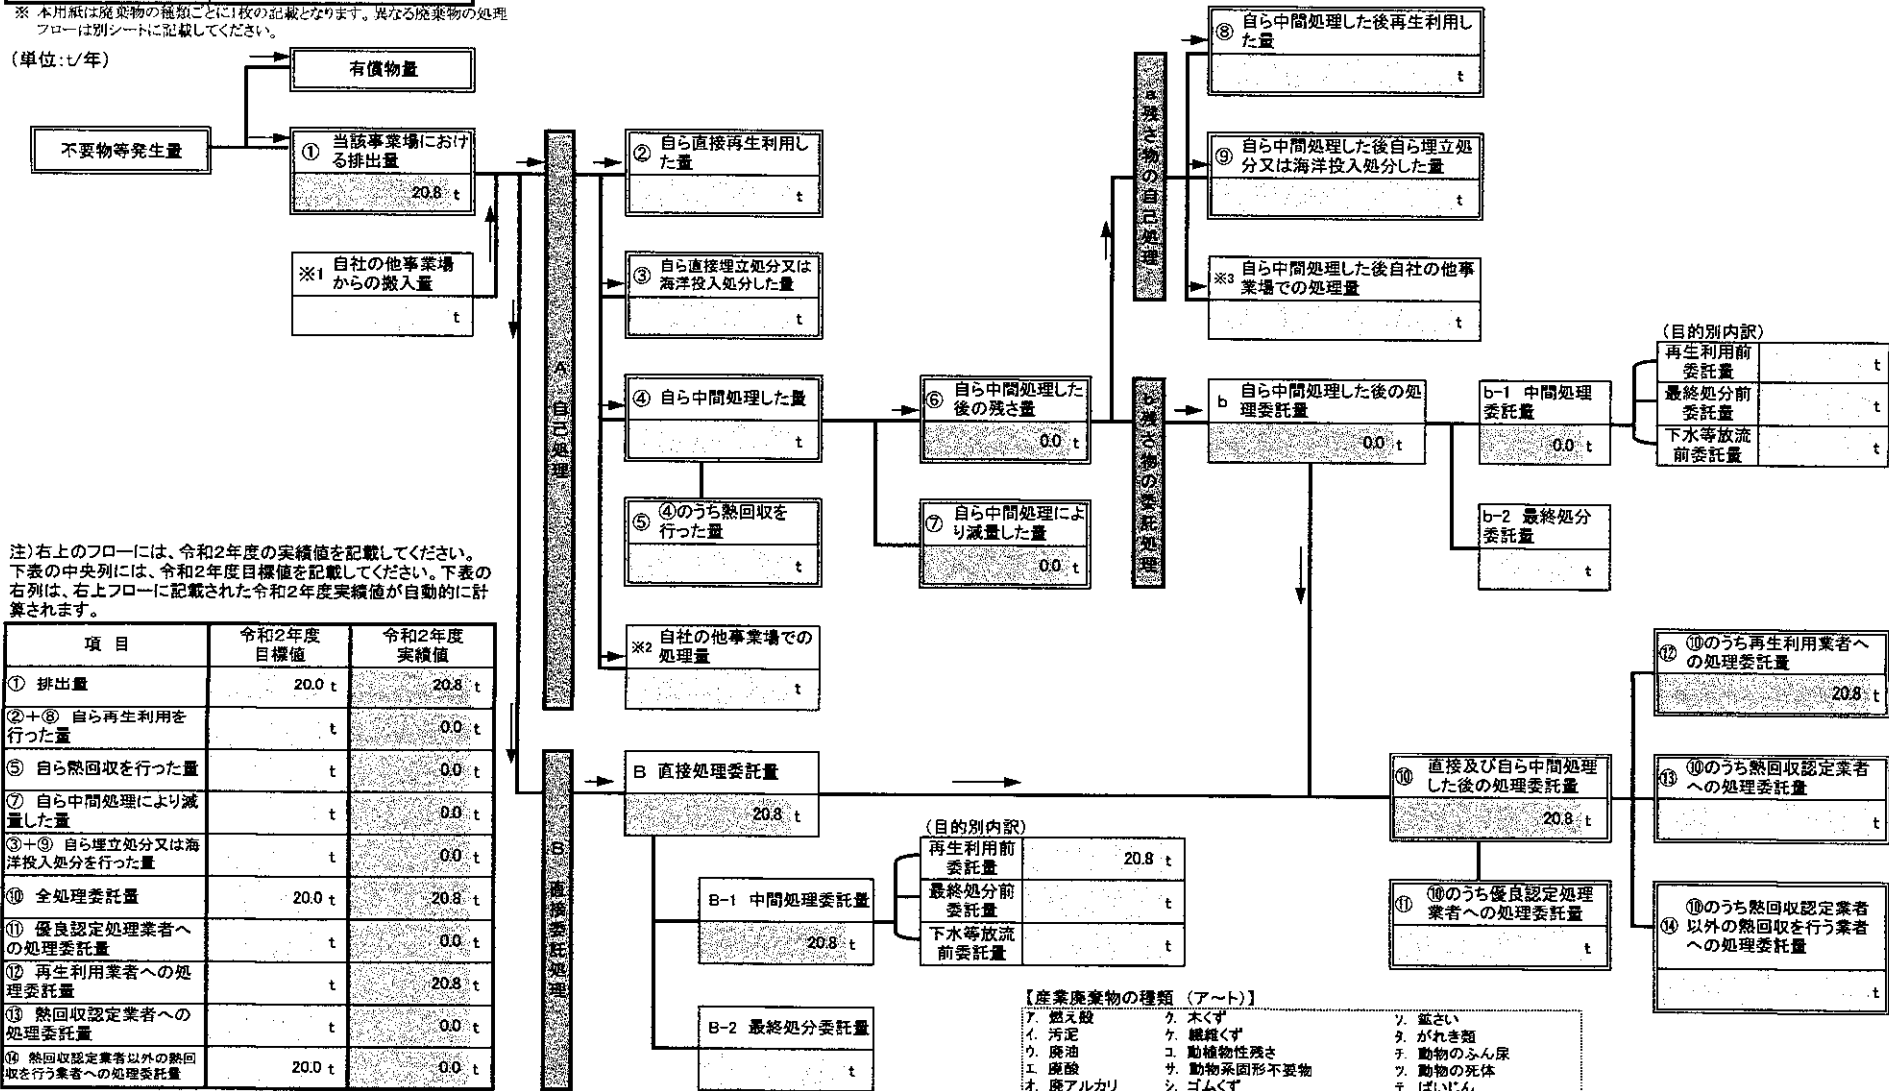 ※ 本用紙は廃棄物の種類ごとに1枚の記載となります。異なる廃棄物の処理
フローは別シートに記載してください。
(単位:t/年)
有償物量
不要物等発生量
① 当該事業場におけ
る排出量
20.8 t
※1 自社の他事業場
からの搬入量
t
A 自己処理
② 自ら直接再生利用し
た量
t
③ 自ら直接埋立処分又は
海洋投入処分した量
t
④ 自ら中間処理した量
t
⑤ ④のうち熱回収を
行った量
t
※2 自社の他事業場での
処理量
t
⑥ 自ら中間処理した
後の残さ量
0.0 t
⑦ 自ら中間処理によ
り減量した量
0.0 t
a 残さ物の自己処理
⑧ 自ら中間処理した後再生利用し
た量
t
⑨ 自ら中間処理した後自ら埋立処
分又は海洋投入処分した量
t
※3 自ら中間処理した後自社の他事
業場での処理量
t
b 残さ物の委託処理
b 自ら中間処理した後の処
理委託量
0.0 t
b-1 中間処理
委託量
0.0 t
(目的別内訳)
再生利用前
委託量 t
最終処分前
委託量 t
下水等放流
前委託量 t
b-2 最終処分
委託量
t
注)右上のフローには、令和2年度の実績値を記載してください。
下表の中央列には、令和2年度目標値を記載してください。下表の
右列は、右上フローに記載された令和2年度実績値が自動的に計
算されます。
項 目 令和2年度 目標値 令和2年度 実績値
① 排出量 20.0 t 20.8 t
②+⑧ 自ら再生利用を
行った量 t 0.0 t
⑤ 自ら熱回収を行った量 t 0.0 t
⑦ 自ら中間処理により減
量した量 t 0.0 t
③+⑨ 自ら埋立処分又は海
洋投入処分を行った量 t 0.0 t
⑩ 全処理委託量 20.0 t 20.8 t
⑪ 優良認定処理業者へ
の処理委託量 t 0.0 t
⑫ 再生利用業者への処
理委託量 t 20.8 t
⑬ 熱回収認定業者への
処理委託量 t 0.0 t
⑭ 熱回収認定業者以外の熱回
収を行う業者への処理委託量 20.0 t 0.0 t
B 直接委託処理
B 直接処理委託量
20.8 t
B-1 中間処理委託量
20.8 t
(目的別内訳)
再生利用前
委託量 20.8 t
最終処分前
委託量 t
下水等放流
前委託量 t
B-2 最終処分委託量
t
⑩ 直接及び自ら中間処理
した後の処理委託量
20.8 t
⑪ ⑩のうち優良認定処理
業者への処理委託量
t
⑫ ⑩のうち再生利用業者へ
の処理委託量
20.8 t
⑬ ⑩のうち熱回収認定業者
への処理委託量
t
⑭ ⑩のうち熱回収認定業者
以外の熱回収を行う業者
への処理委託量
t
【産業廃棄物の種類 (ア~ト)】
ア. 燃え殻 ク. 木くず ソ. 鉱さい
イ. 汚泥 ケ. 繊維くず タ. がれき類
ウ. 廃油 コ. 動植物性残さ チ. 動物のふん尿
エ. 廃酸 サ. 動物系固形不要物 ツ. 動物の死体
オ. 廃アルカリ シ. ゴムくず テ. ばいじん